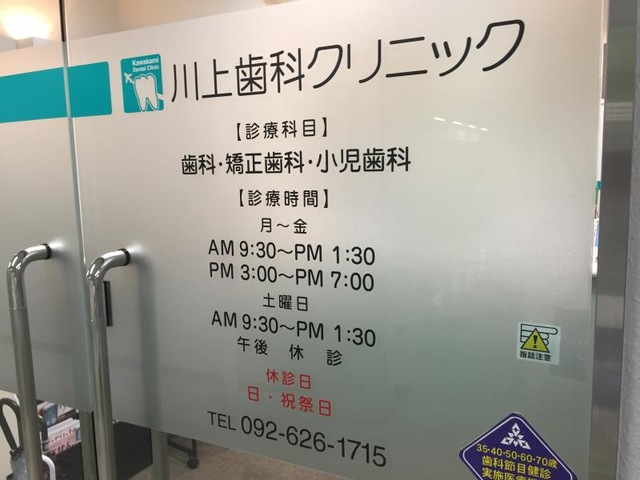 Kawakami
Dental Clinic
川上歯科クリニック
【診療科目】
歯科・矯正歯科・小児歯科
【診療時間】
月〜金
AM 9:30〜PM 1:30
PM 3:00〜PM 7:00
土曜日
AM 9:30〜PM 1:30
午後 休 診
休診日
日・祝祭日
TEL 092-626-1715
指詰注意
35・40・50・60・70歳
歯科節目健診
実施医療